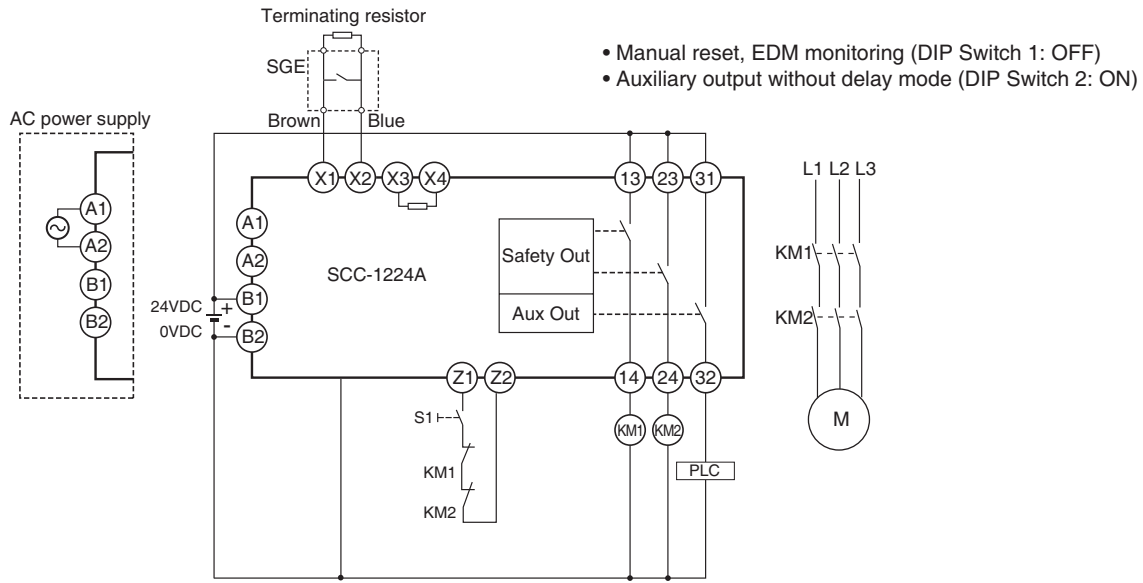 Terminating resistor
• Manual reset, EDM monitoring (DIP Switch 1: OFF)
• Auxiliary output without delay mode (DIP Switch 2: ON)
SGE
AC power supply
Brown
Blue
X1 X2 X3 X4
13 23 31
L1 L2 L3
A1
A2
B1
B2
A1
A2
B1
B2
SCC-1224A
Safety Out
Aux Out
KM1
KM2
24VDC
+
0VDC
-
Z1 Z2
14 24 32
S1
KM1
KM2
KM1
KM2
PLC
M